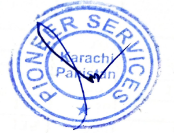 PIONEER SERVICES
Karachi
Pakistan